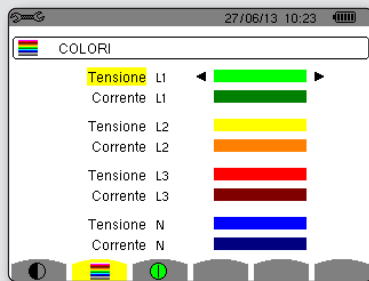 27/06/13 10:23
COLORI
Tensione L1
Corrente L1
Tensione L2
Corrente L2
Tensione L3
Corrente L3
Tensione N
Corrente N